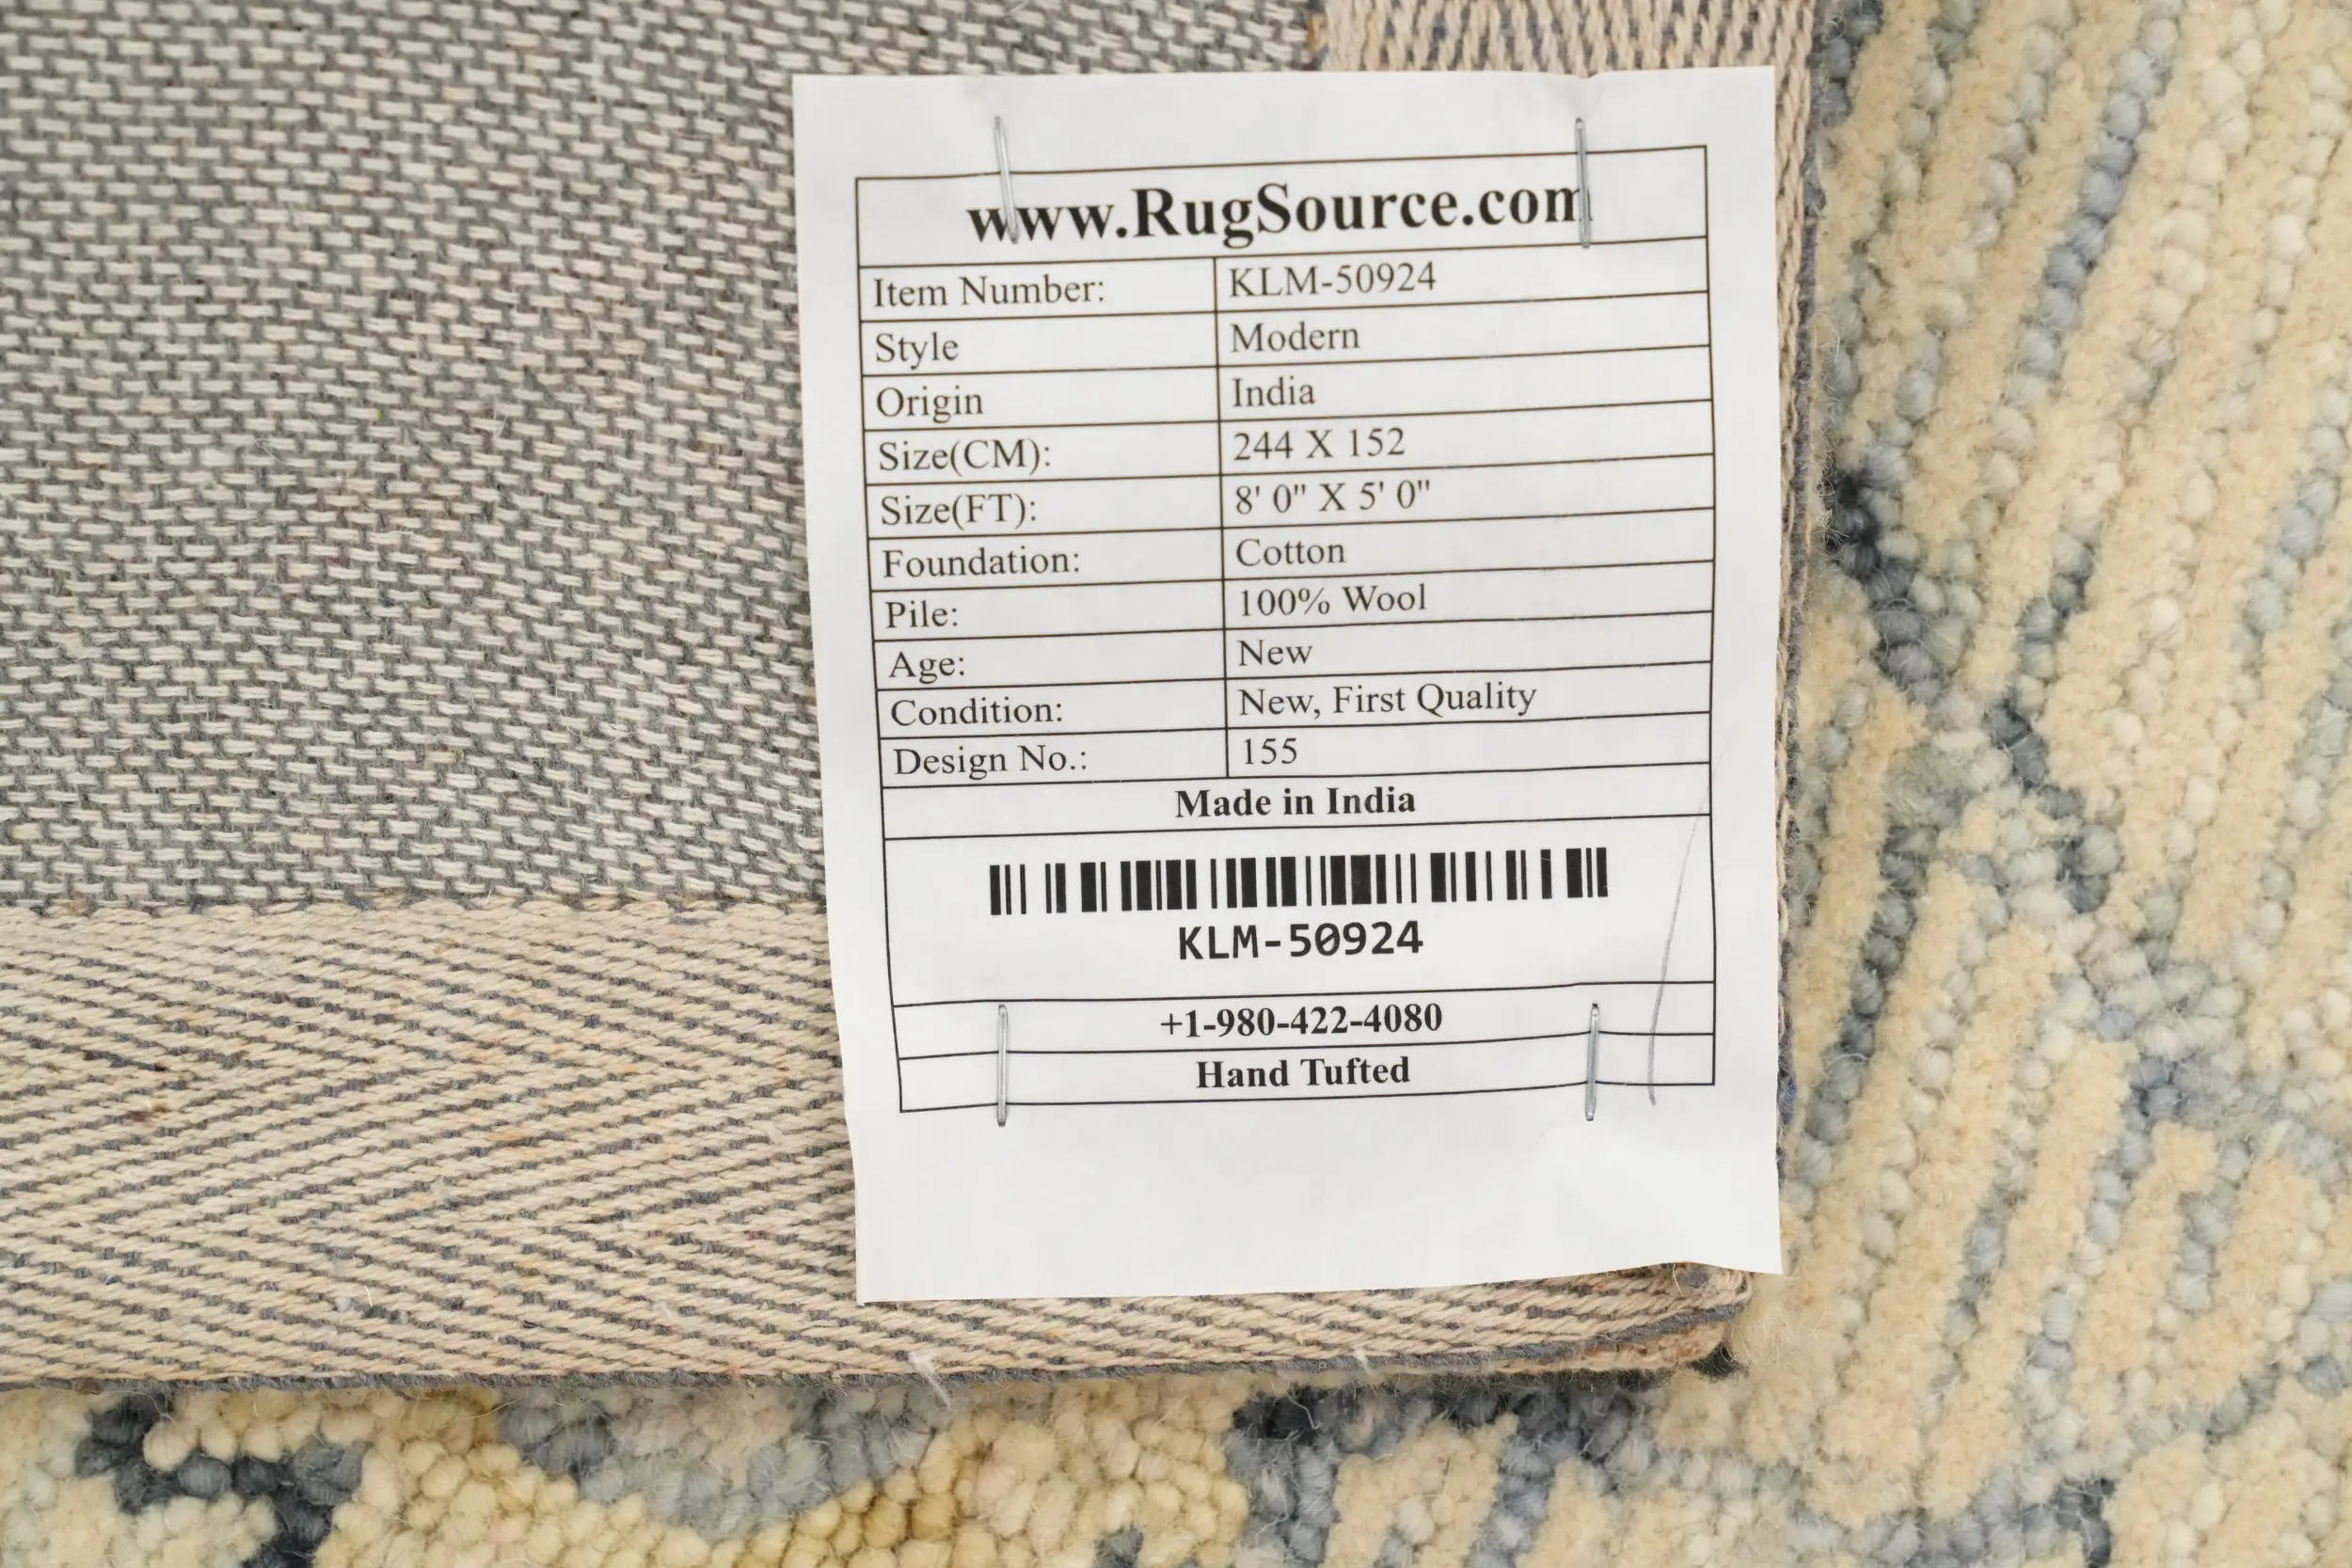 www.RugSource.com
Item Number: KLM-50924
Style Modern
Origin India
Size(CM): 244 X 152
Size(FT): 8' 0" X 5' 0"
Foundation: Cotton
Pile: 100% Wool
Age: New
Condition: New, First Quality
Design No.: 155
Made in India
KLM-50924
+1-980-422-4080
Hand Tufted